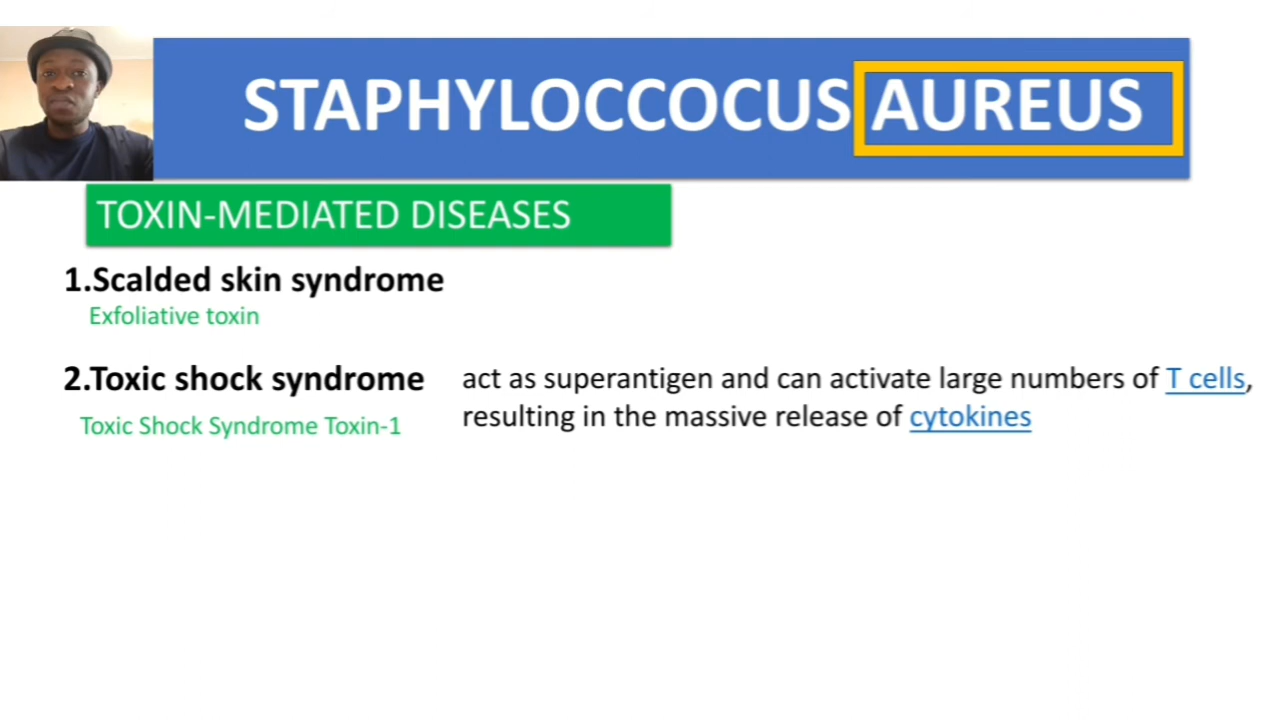 STAPHYLOCCOCUS AUREUS
TOXIN-MEDIATED DISEASES
1.Scalded skin syndrome
Exfoliative toxin
2.Toxic shock syndrome
Toxic Shock Syndrome Toxin-1
act as superantigen and can activate large numbers of T cells,
resulting in the massive release of cytokines